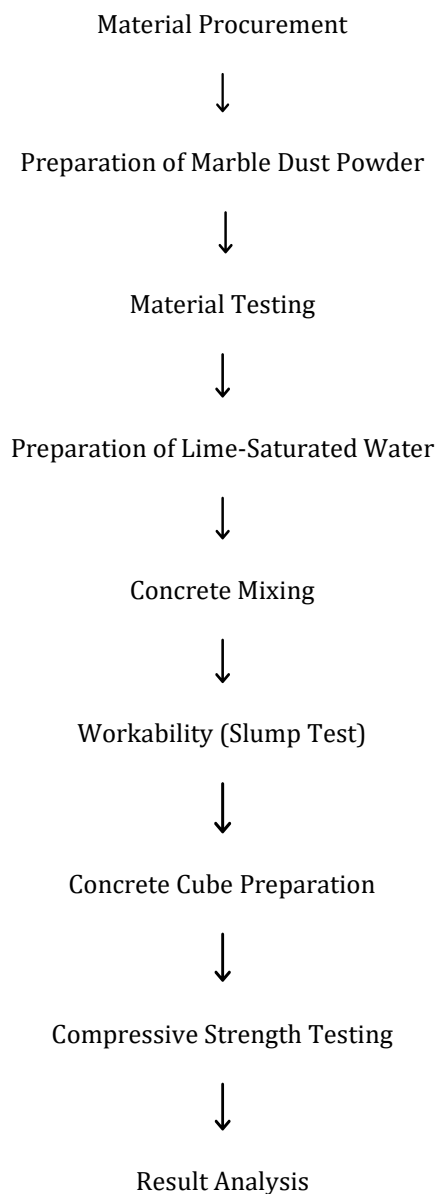 Material Procurement
Preparation of Marble Dust Powder
Material Testing
Preparation of Lime-Saturated Water
Concrete Mixing
Workability (Slump Test)
Concrete Cube Preparation
Compressive Strength Testing
Result Analysis